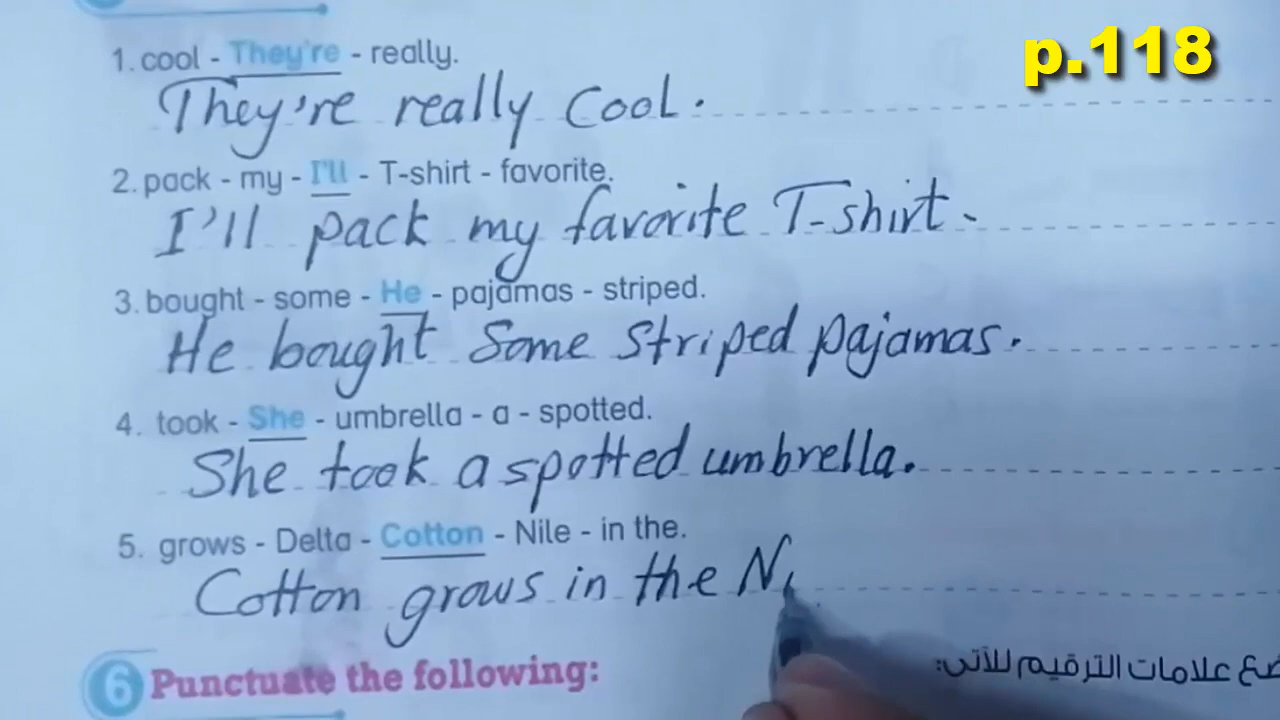 p.118
1. cool - They're - really.
They're really Cool.
2. pack - my - I'll - T-shirt - favorite.
I'll pack my favorite T-shirt.
3. bought - some - He - pajamas - striped.
He bought Some Striped pajamas.
4. took - She - umbrella - a - spotted.
She took a spotted umbrella.
5. grows - Delta - Cotton - Nile - in the.
Cotton grows in the Ni
6 Punctuate the following:
ضع علامات الترقيم للآتي: